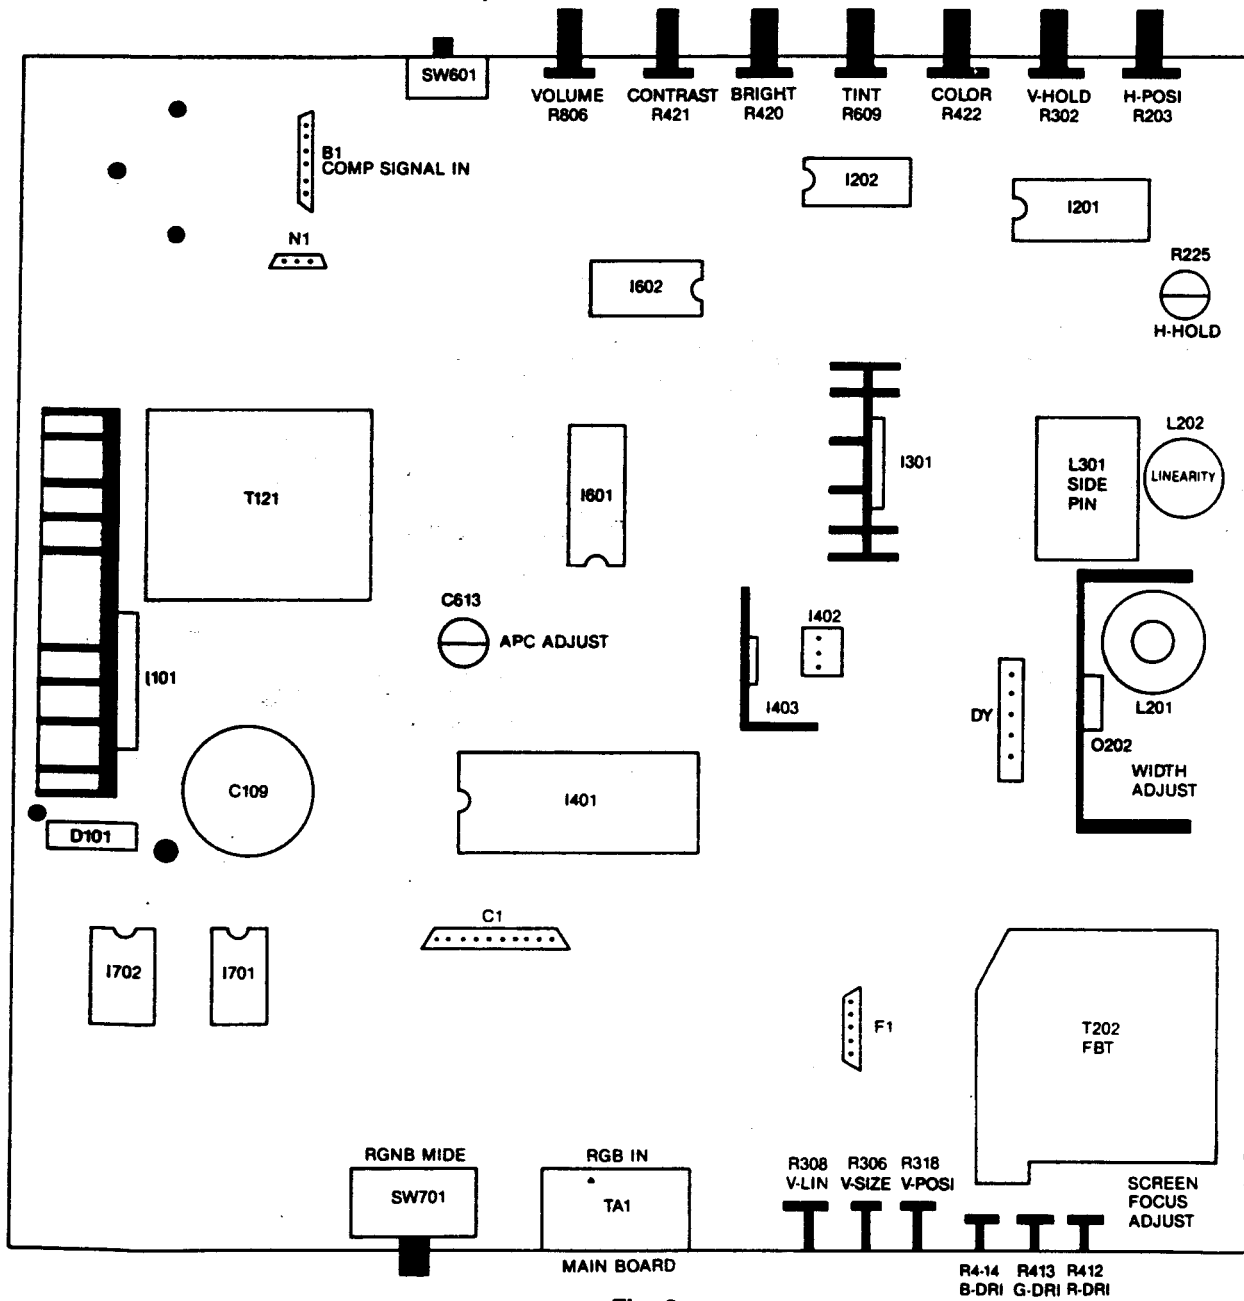 SW601
VOLUME
R806
CONTRAST
R421
BRIGHT
R420
TINT
R609
COLOR
R422
V-HOLD
R302
H-POSI
R203
B1
COMP SIGNAL IN
N1
I202
I201
I602
R225
H-HOLD
T121
I601
I301
L301
SIDE
PIN
L202
LINEARITY
C613
APC ADJUST
I402
I403
I101
DY
L201
O202
WIDTH
ADJUST
C109
I401
D101
C1
I702
I701
F1
T202
FBT
RGNB MIDE
SW701
RGB IN
TA1
MAIN BOARD
R308
V-LIN
R306
V-SIZE
R318
V-POSI
SCREEN
FOCUS
ADJUST
R4-14
B-DRI
R413
G-DRI
R412
R-DRI